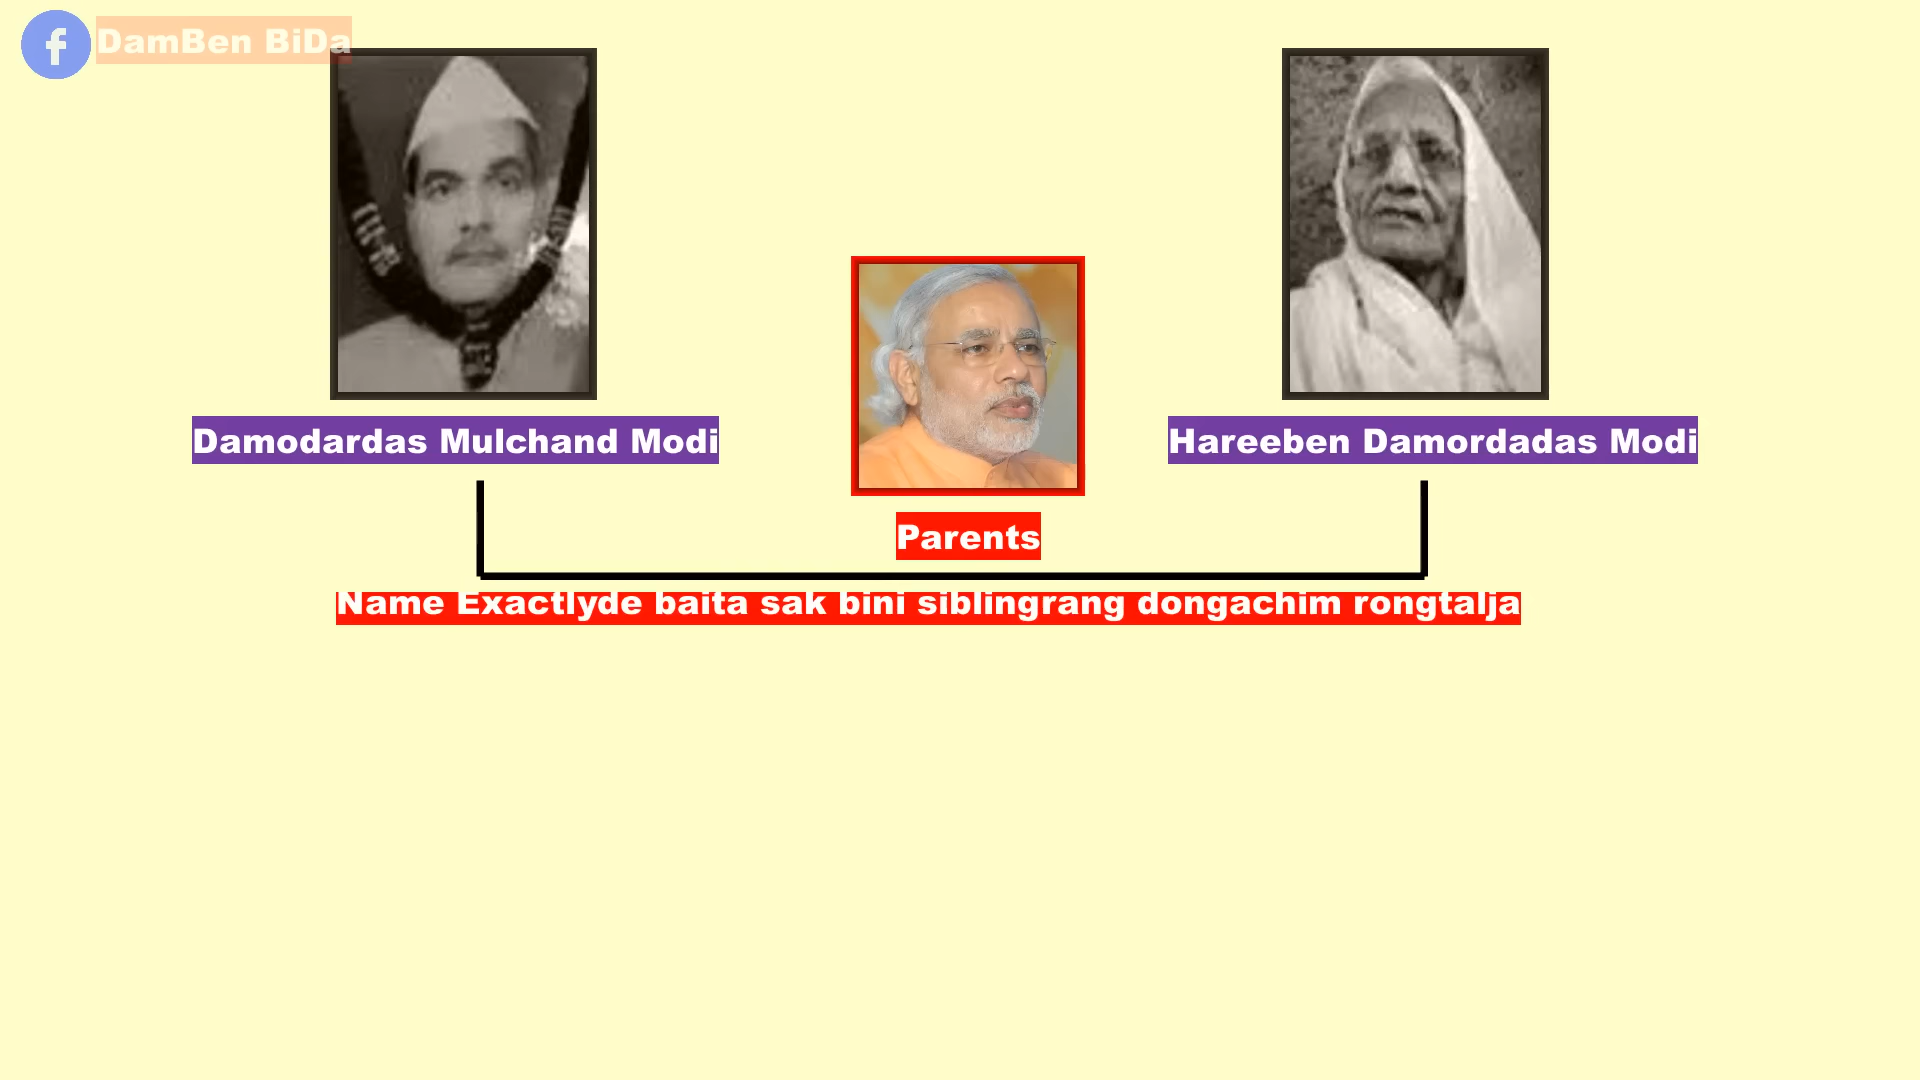 DamBen BiDa
Damodardas Mulchand Modi
Hareeben Damordadas Modi
Parents
Name Exactlyde baita sak bini siblingrang dongachim rongtalja